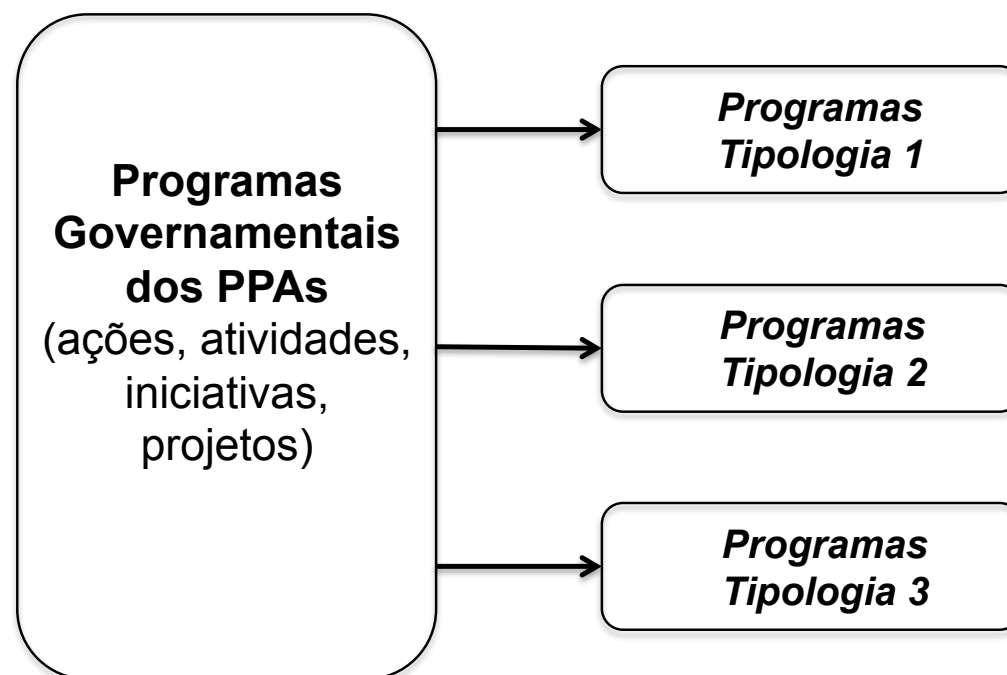 Programas
Governamentais
dos PPAs
(ações, atividades,
iniciativas,
projetos)
Programas
Tipologia 1
Programas
Tipologia 2
Programas
Tipologia 3